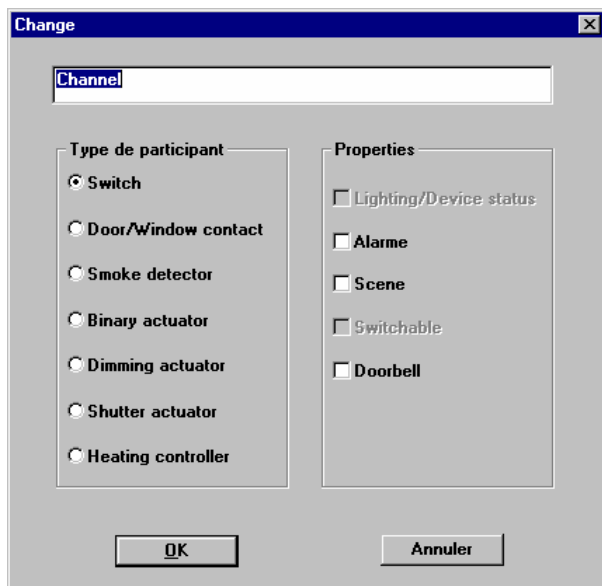 Change
Channel
Type de participant
Switch
Door/Window contact
Smoke detector
Binary actuator
Dimming actuator
Shutter actuator
Heating controller
Properties
Lighting/Device status
Alarme
Scene
Switchable
Doorbell
OK
Annuler